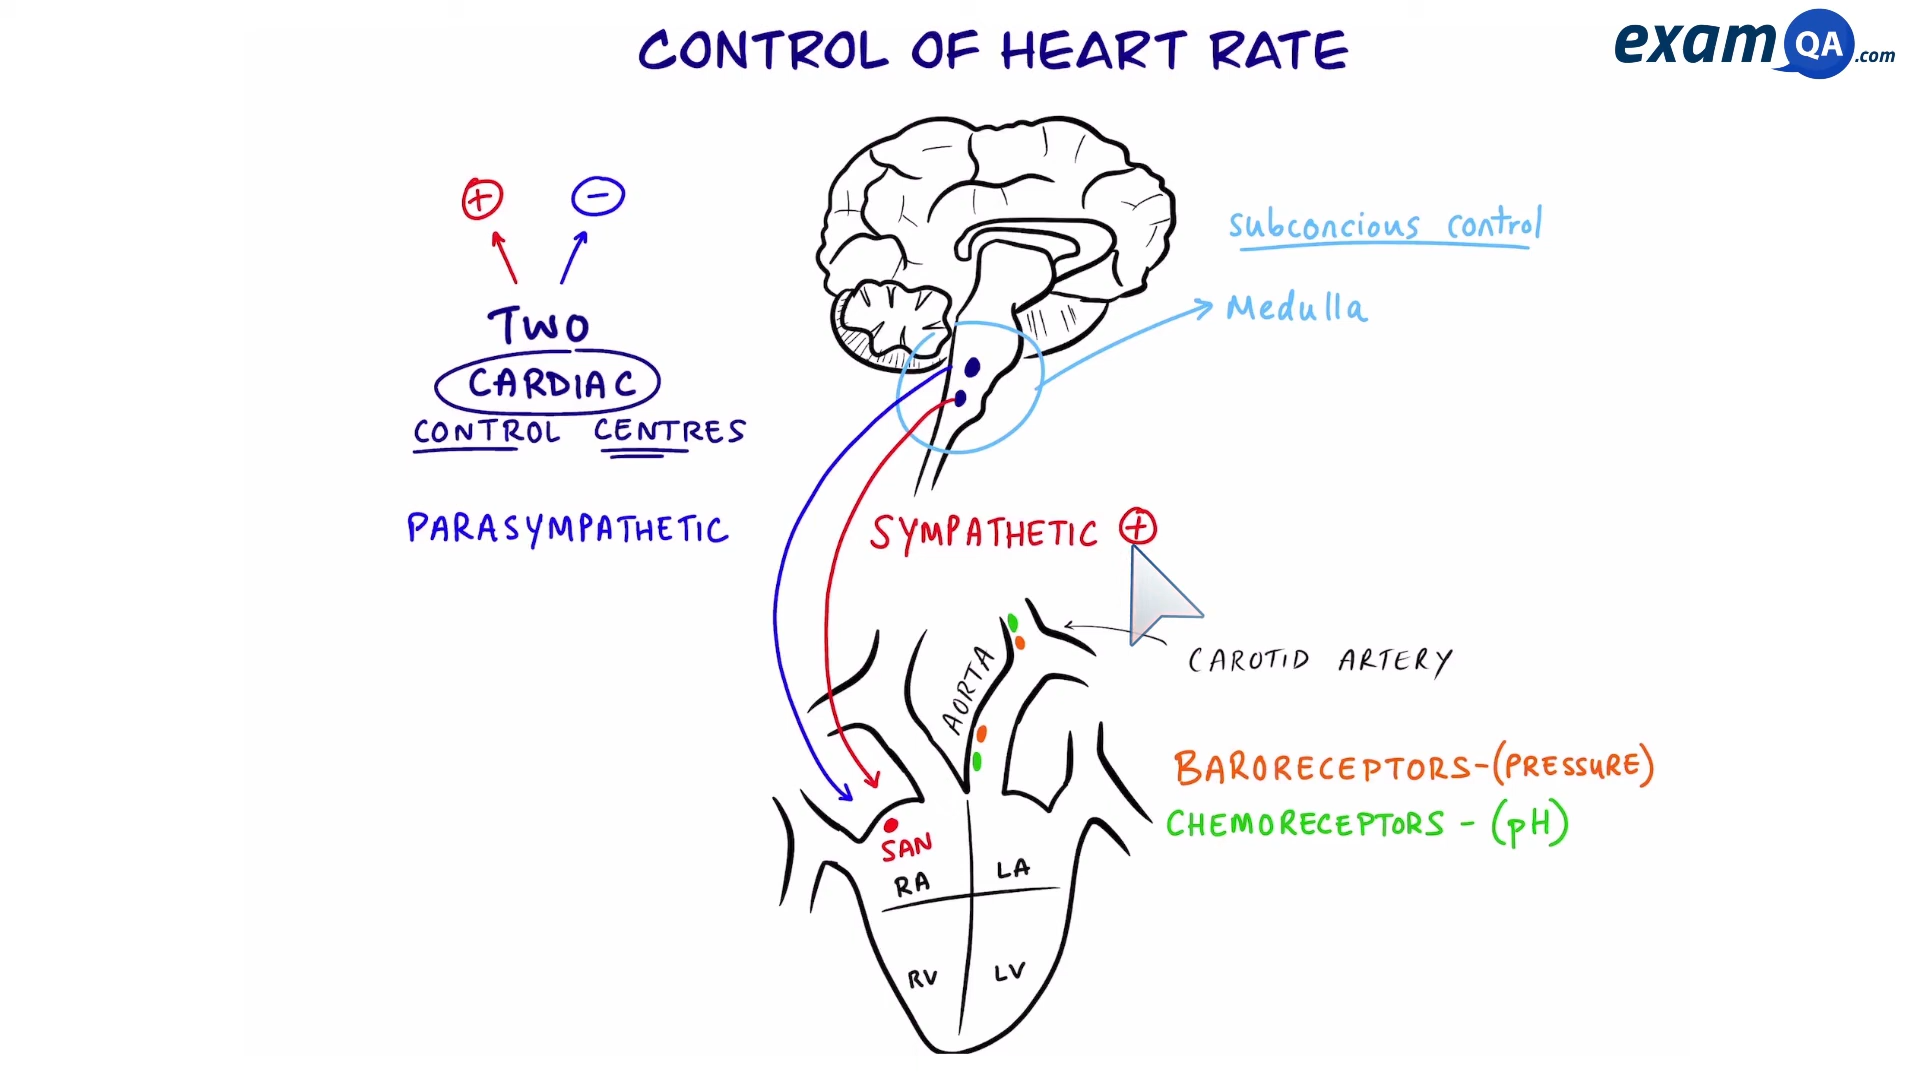 CONTROL OF HEART RATE
examQA.com
+
−
TWO
CARDIAC
CONTROL CENTRES
subconcious control
Medulla
PARASYMPATHETIC
SYMPATHETIC +
CAROTID ARTERY
AORTA
BARORECEPTORS-(PRESSURE)
CHEMORECEPTORS - (pH)
SAN
RA
LA
RV
LV